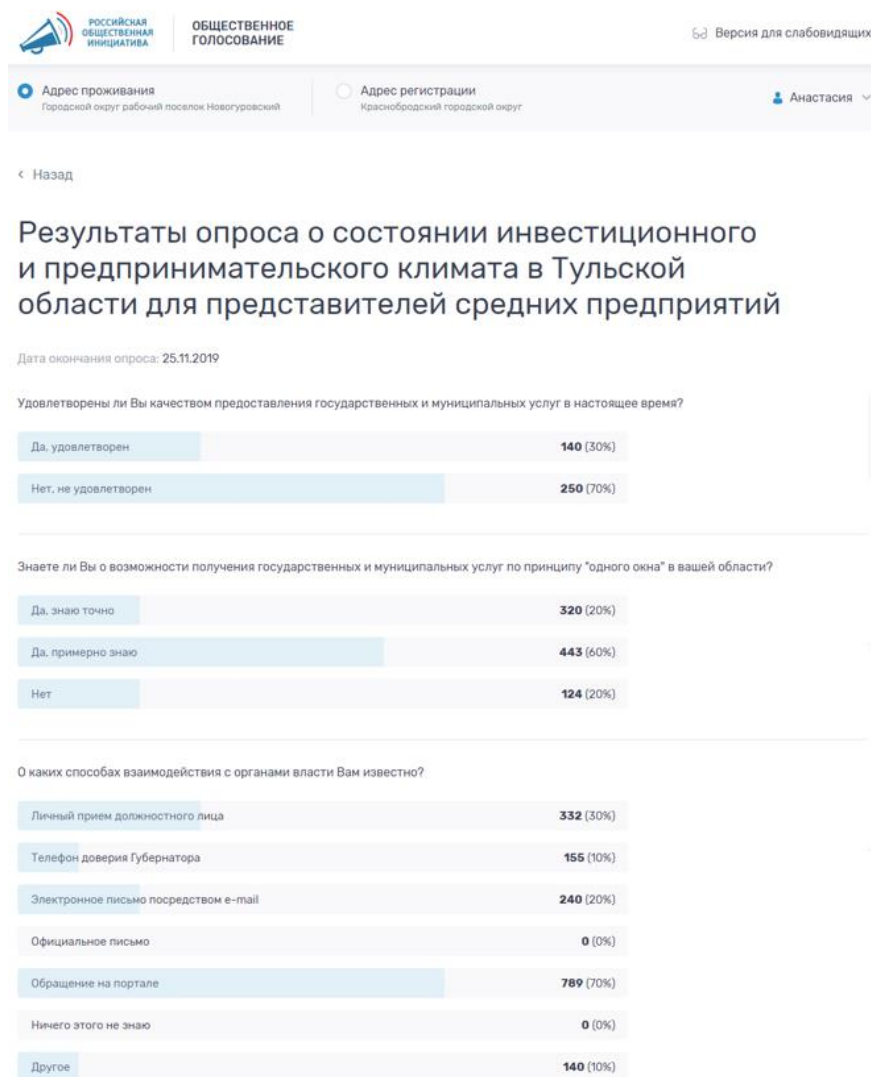 РОССИЙСКАЯ
ОБЩЕСТВЕННАЯ
ИНИЦИАТИВА
ОБЩЕСТВЕННОЕ
ГОЛОСОВАНИЕ
Версия для слабовидящих
Адрес проживания
Городской округ рабочий поселок Новогуровский
Адрес регистрации
Краснобродский городской округ
Анастасия
Назад
Результаты опроса о состоянии инвестиционного
и предпринимательского климата в Тульской
области для представителей средних предприятий
Дата окончания опроса: 25.11.2019
Удовлетворены ли Вы качеством предоставления государственных и муниципальных услуг в настоящее время?
Да, удовлетворен 140 (30%)
Нет, не удовлетворен 250 (70%)
Знаете ли Вы о возможности получения государственных и муниципальных услуг по принципу "одного окна" в вашей области?
Да, знаю точно 320 (20%)
Да, примерно знаю 443 (60%)
Нет 124 (20%)
О каких способах взаимодействия с органами власти Вам известно?
Личный прием должностного лица 332 (30%)
Телефон доверия Губернатора 155 (10%)
Электронное письмо посредством e-mail 240 (20%)
Официальное письмо 0 (0%)
Обращение на портале 789 (70%)
Ничего этого не знаю 0 (0%)
Другое 140 (10%)